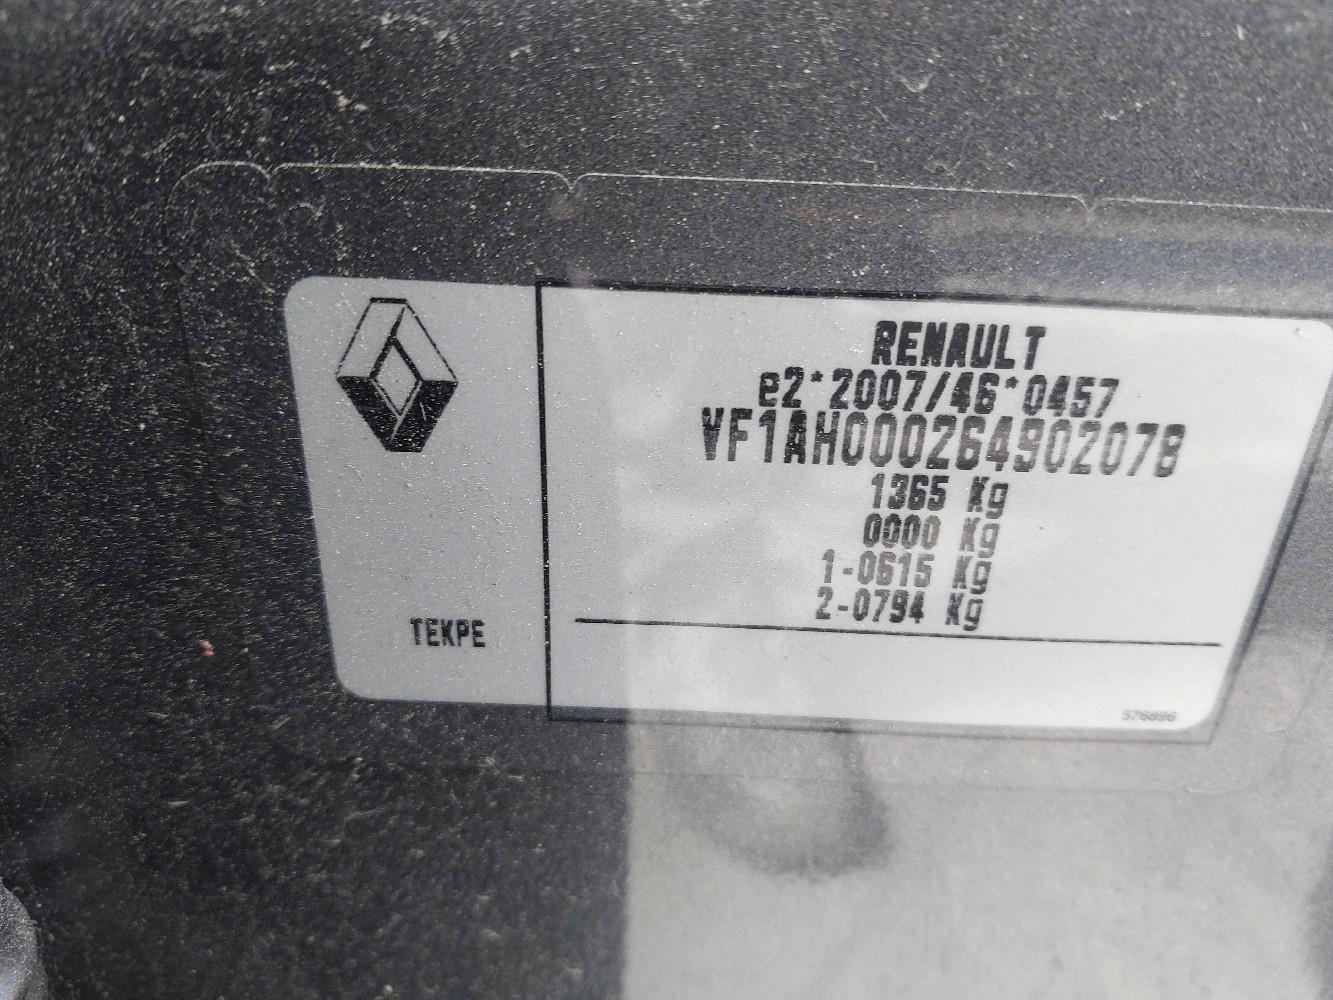 RENAULT
e2*2007/46*0457
VF1AH000264902078
1365 Kg
0000 Kg
1-0615 Kg
2-0794 Kg
TEKPE
576896